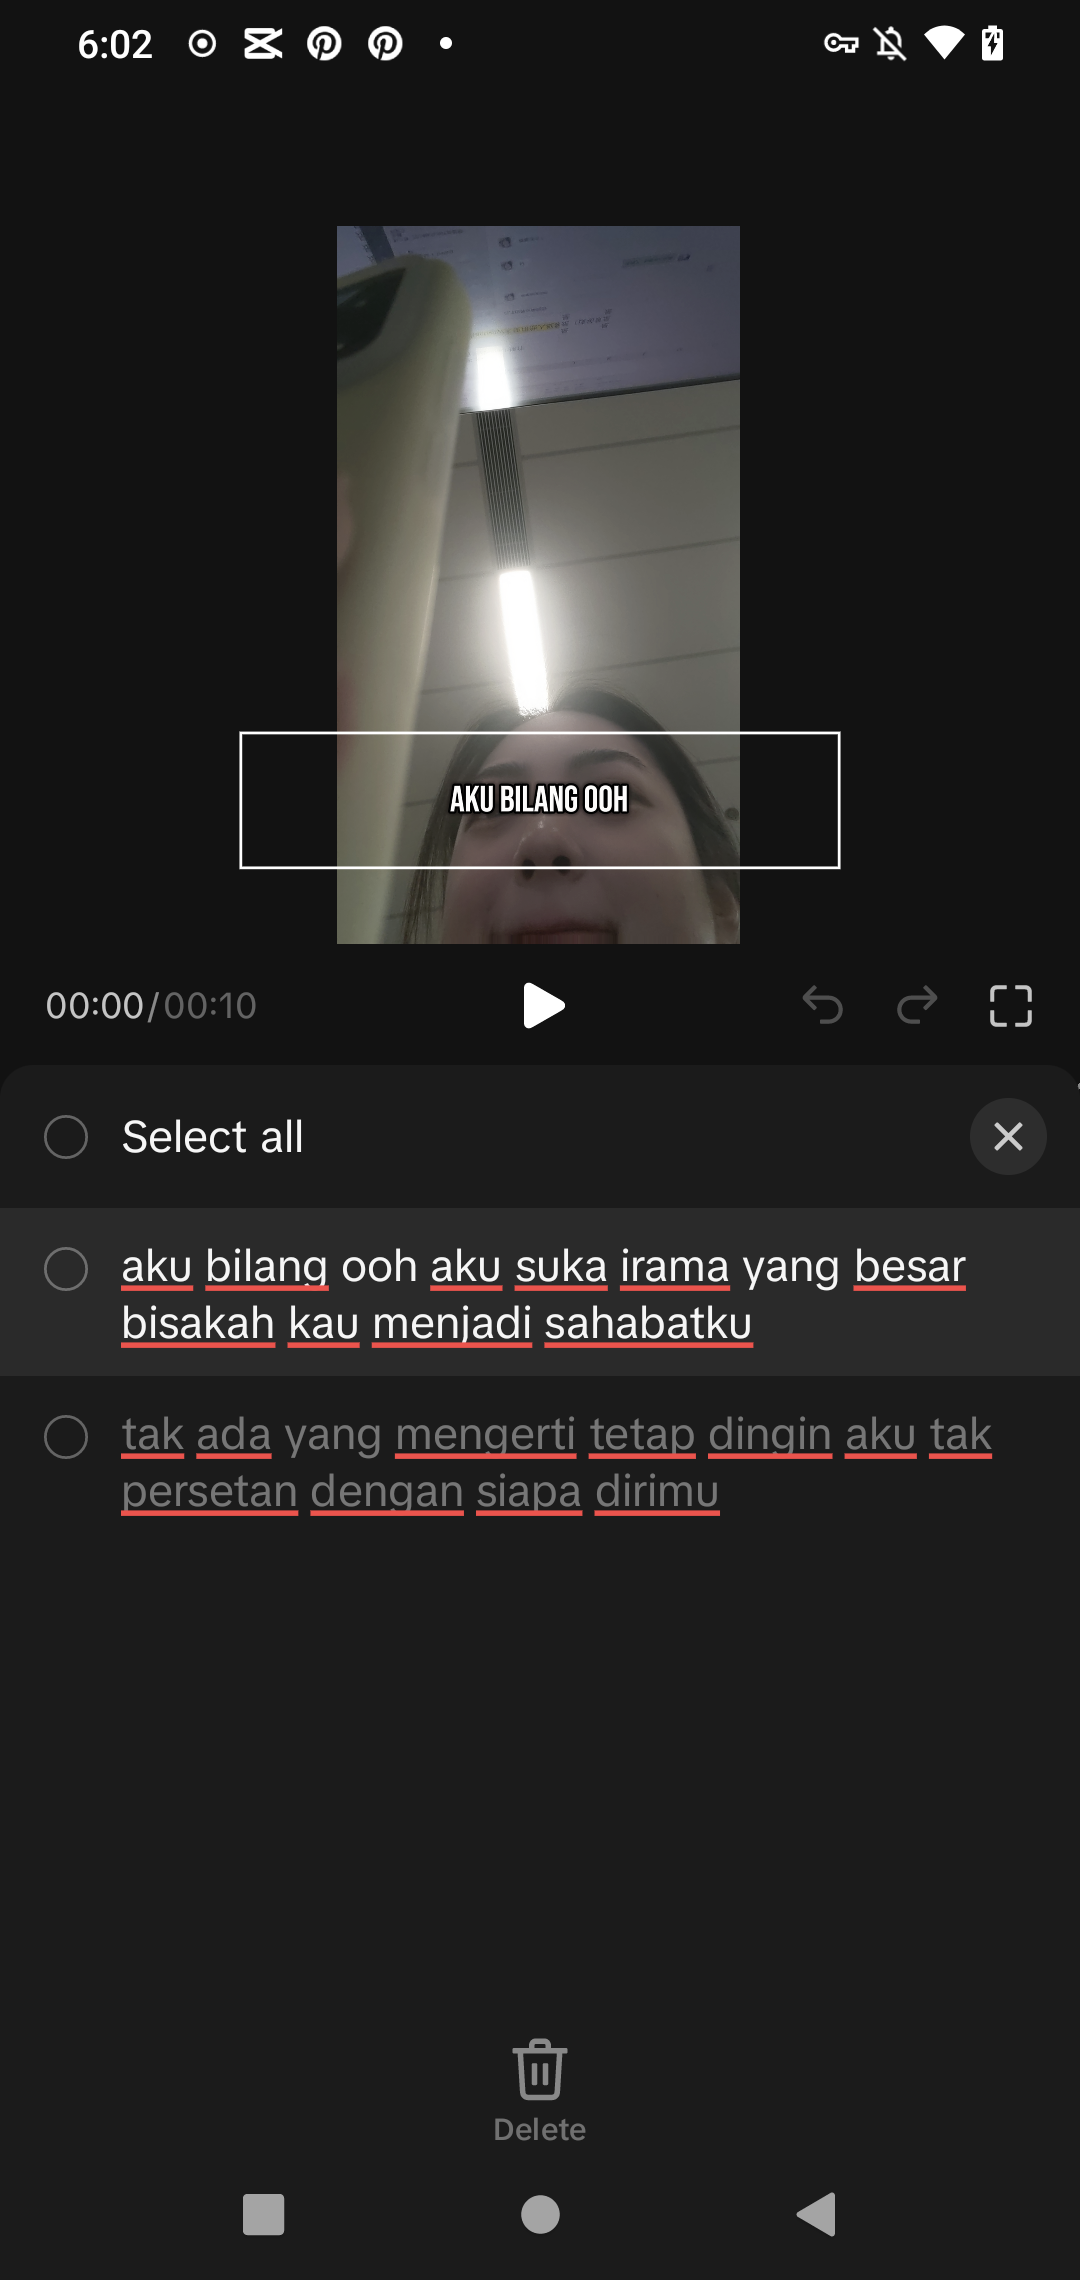 6:02
AKU BILANG OOH
00:00/00:10
Select all
aku bilang ooh aku suka irama yang besar
bisakah kau menjadi sahabatku
tak ada yang mengerti tetap dingin aku tak
persetan dengan siapa dirimu
Delete